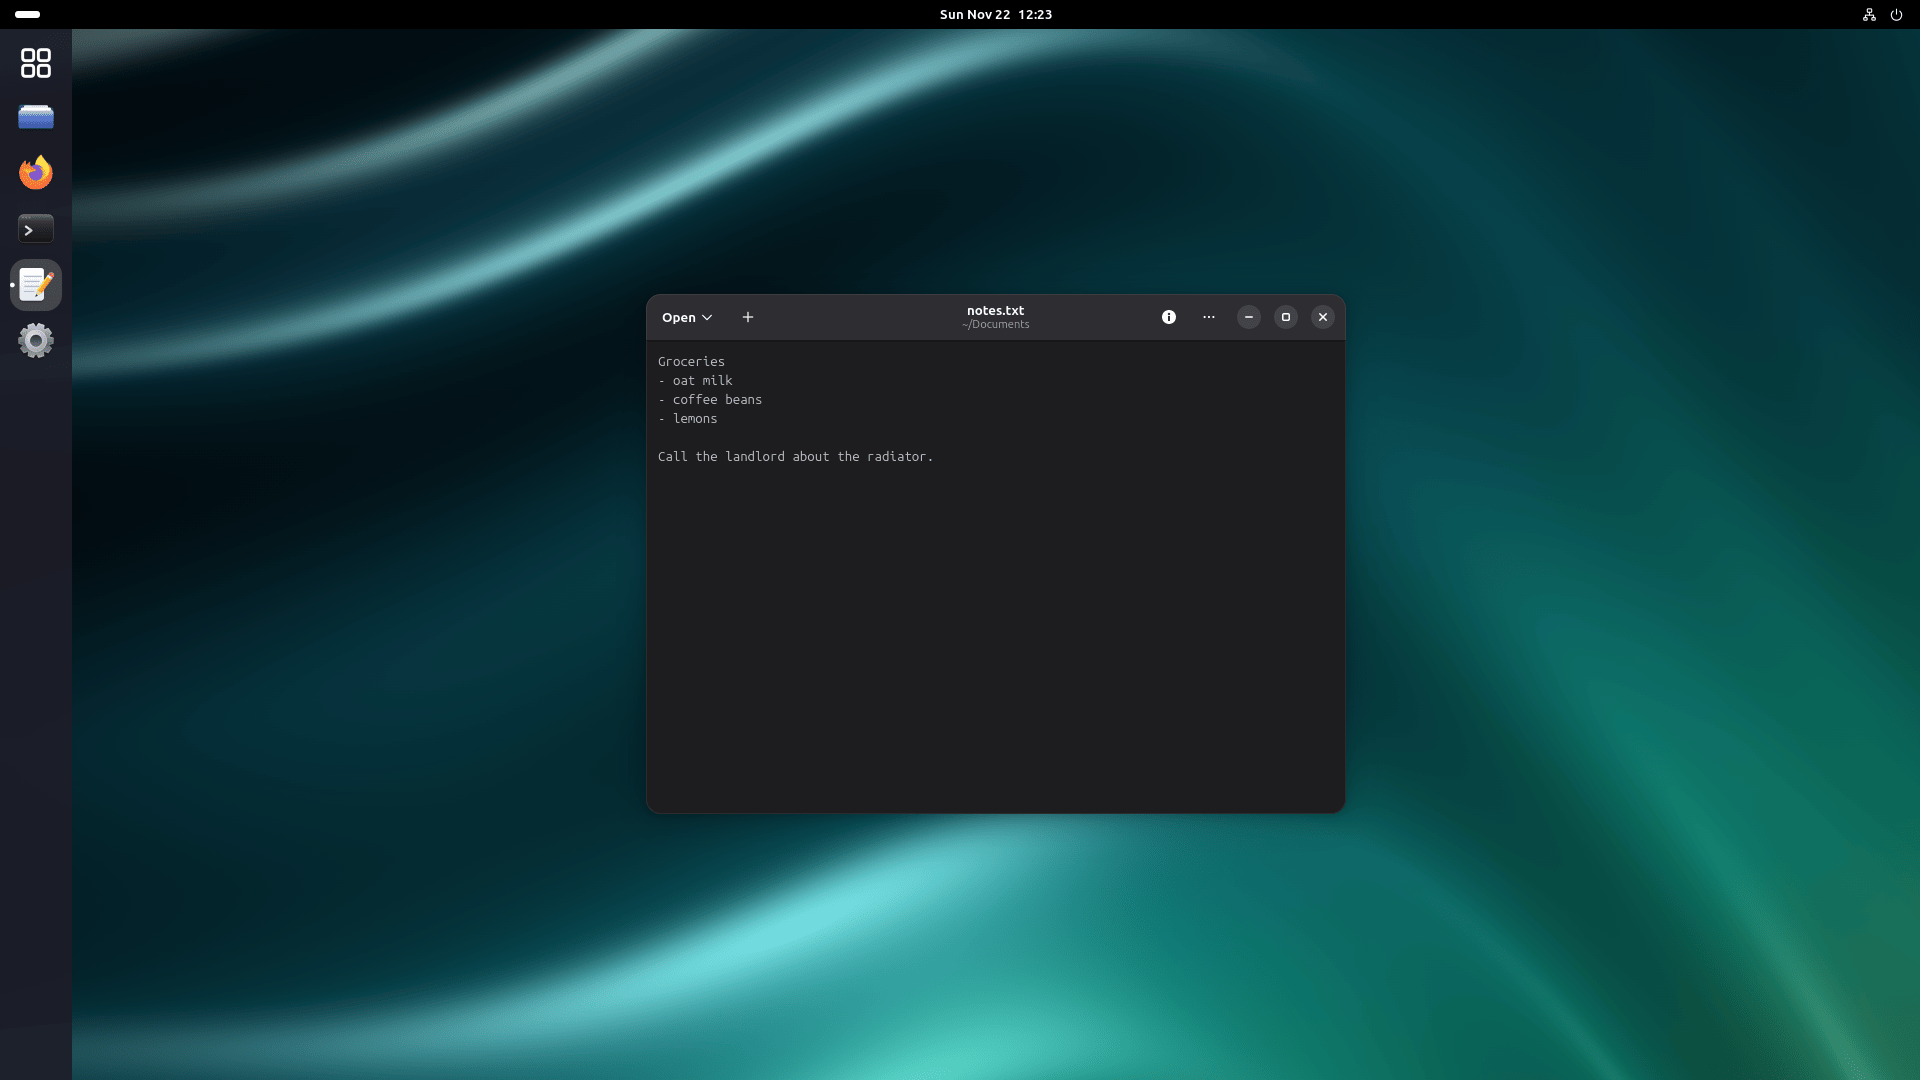 Sun Nov 22 12:23
Open
notes.txt
~/Documents
Groceries
- oat milk
- coffee beans
- lemons
Call the landlord about the radiator.